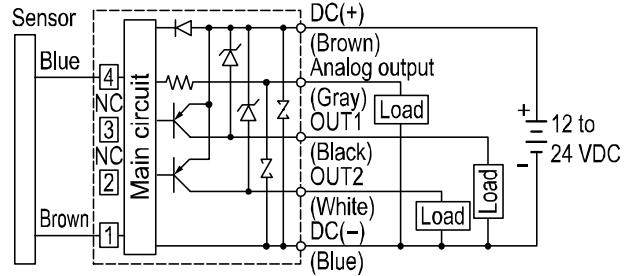 Sensor
DC(+)
(Brown)
Blue
4
Analog output
(Gray)
Load
NC
3
Main circuit
OUT1
(Black)
+
12 to
24 VDC
−
NC
2
OUT2
(White)
Load
Load
Brown
1
DC(−)
(Blue)